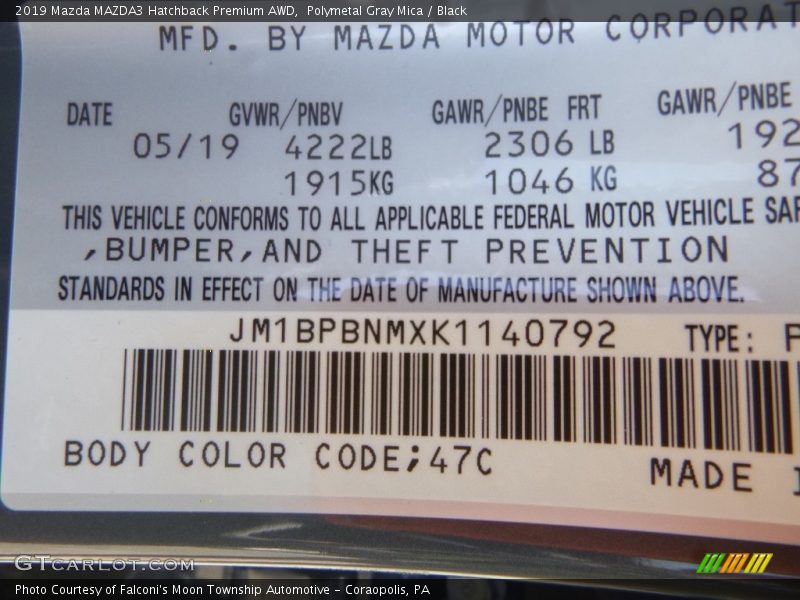 2019 Mazda MAZDA3 Hatchback Premium AWD,  Polymetal Gray Mica / Black
MFD. BY MAZDA MOTOR CORPORAT
DATE GVWR/PNBV GAWR/PNBE FRT GAWR/PNBE
05/19 4222LB 2306 LB 192
1915KG 1046 KG 87
THIS VEHICLE CONFORMS TO ALL APPLICABLE FEDERAL MOTOR VEHICLE SAF
,BUMPER,AND THEFT PREVENTION
STANDARDS IN EFFECT ON THE DATE OF MANUFACTURE SHOWN ABOVE.
JM1BPBNMXK1140792 TYPE:
BODY COLOR CODE;47C
MADE
GTcarlot.com
Photo Courtesy of Falconi's Moon Township Automotive - Coraopolis, PA